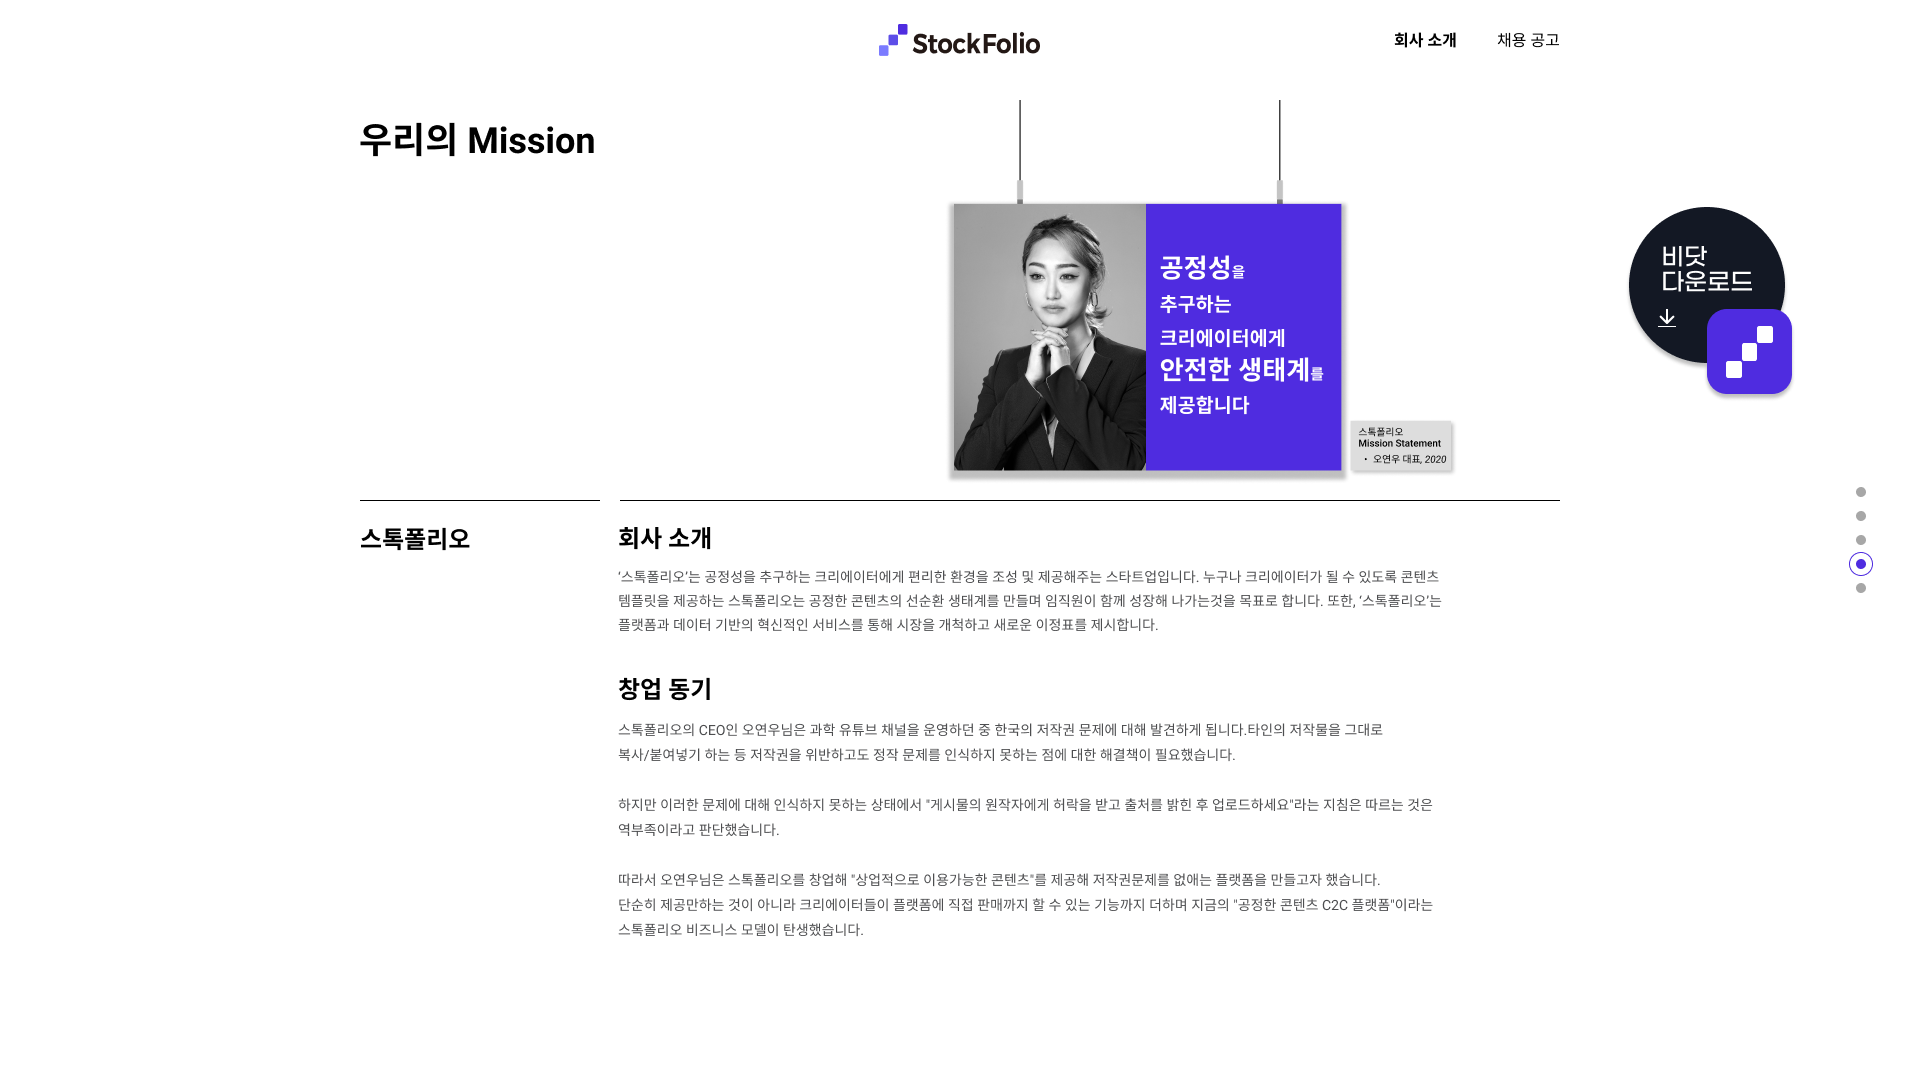 StockFolio
회사 소개
채용 공고
우리의 Mission
공정성을
추구하는
크리에이터에게
안전한 생태계를
제공합니다
스톡폴리오
Mission Statement
· 오연우 대표, 2020
비닷
다운로드
스톡폴리오
회사 소개
‘스톡폴리오’는 공정성을 추구하는 크리에이터에게 편리한 환경을 조성 및 제공해주는 스타트업입니다. 누구나 크리에이터가 될 수 있도록 콘텐츠
템플릿을 제공하는 스톡폴리오는 공정한 콘텐츠의 선순환 생태계를 만들며 임직원이 함께 성장해 나가는것을 목표로 합니다. 또한, ‘스톡폴리오’는
플랫폼과 데이터 기반의 혁신적인 서비스를 통해 시장을 개척하고 새로운 이정표를 제시합니다.
창업 동기
스톡폴리오의 CEO인 오연우님은 과학 유튜브 채널을 운영하던 중 한국의 저작권 문제에 대해 발견하게 됩니다.타인의 저작물을 그대로
복사/붙여넣기 하는 등 저작권을 위반하고도 정작 문제를 인식하지 못하는 점에 대한 해결책이 필요했습니다.
하지만 이러한 문제에 대해 인식하지 못하는 상태에서 "게시물의 원작자에게 허락을 받고 출처를 밝힌 후 업로드하세요"라는 지침은 따르는 것은
역부족이라고 판단했습니다.
따라서 오연우님은 스톡폴리오를 창업해 "상업적으로 이용가능한 콘텐츠"를 제공해 저작권문제를 없애는 플랫폼을 만들고자 했습니다.
단순히 제공만하는 것이 아니라 크리에이터들이 플랫폼에 직접 판매까지 할 수 있는 기능까지 더하며 지금의 "공정한 콘텐츠 C2C 플랫폼"이라는
스톡폴리오 비즈니스 모델이 탄생했습니다.